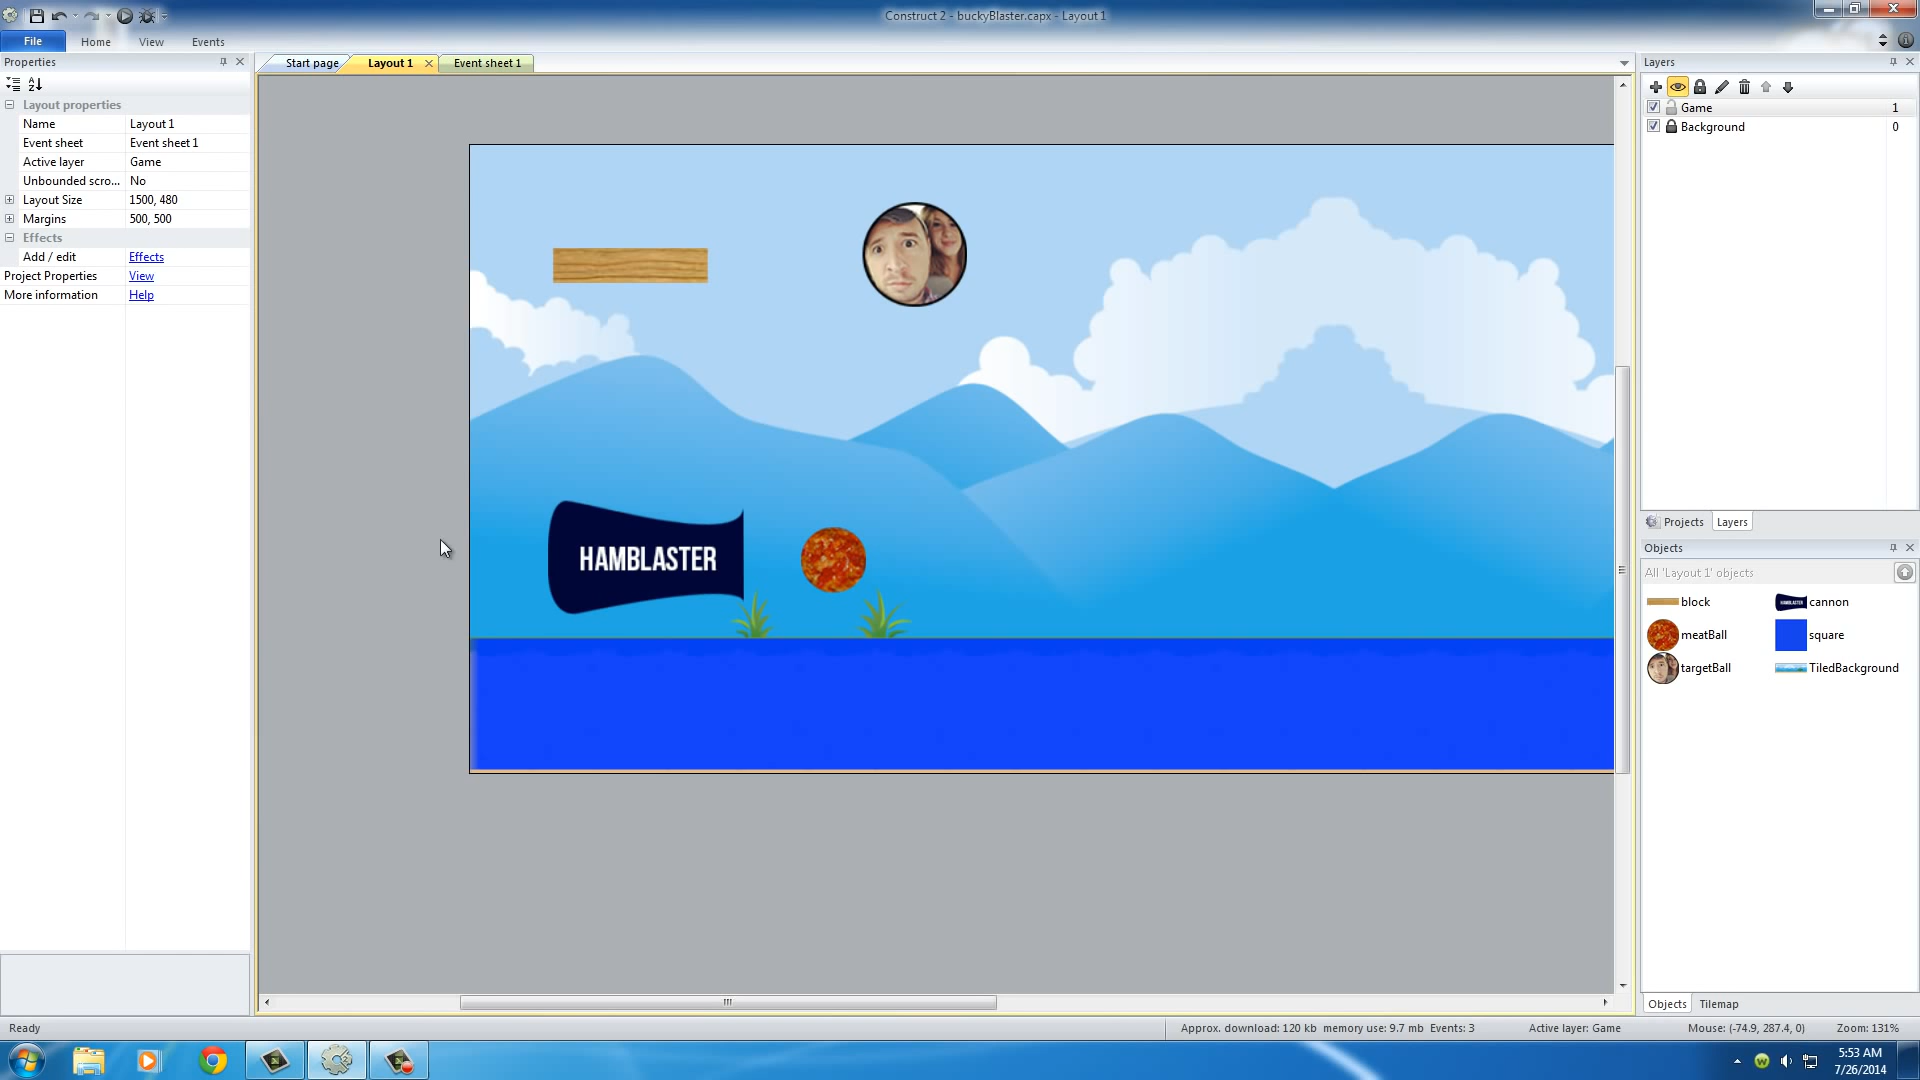 Construct 2 - buckyBlaster.capx - Layout 1
File
Home
View
Events
Properties
Start page
Layout 1
Event sheet 1
Layers
Layout properties
Name
Layout 1
Event sheet
Event sheet 1
Active layer
Game
Unbounded scro...
No
Layout Size
1500, 480
Margins
500, 500
Effects
Add / edit
Effects
Project Properties
View
More information
Help
HAMBLASTER
Game
1
Background
0
Projects
Layers
Objects
All 'Layout 1' objects
block
cannon
HAMBLASTER
meatBall
square
targetBall
TiledBackground
Objects
Tilemap
Ready
Approx. download: 120 kb memory use: 9.7 mb Events: 3
Active layer: Game
Mouse: (-74.9, 287.4, 0)
Zoom: 131%
5:53 AM
7/26/2014